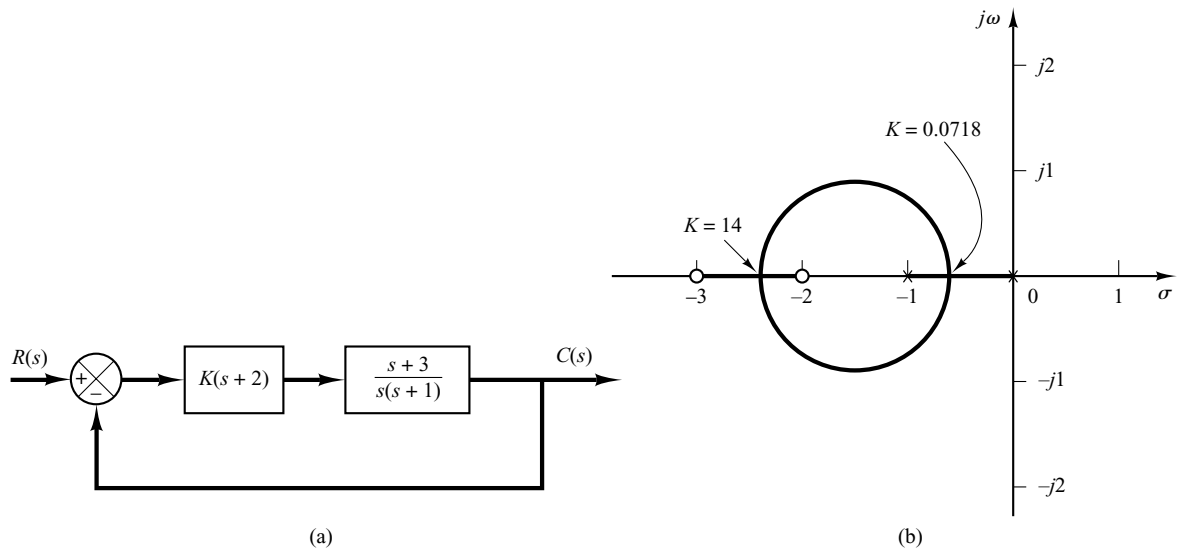 R(s)
+
−
K(s + 2)
s + 3
s(s + 1)
C(s)
(a)
jω
j2
K = 0.0718
j1
K = 14
−3
−2
−1
0
1
σ
−j1
−j2
(b)